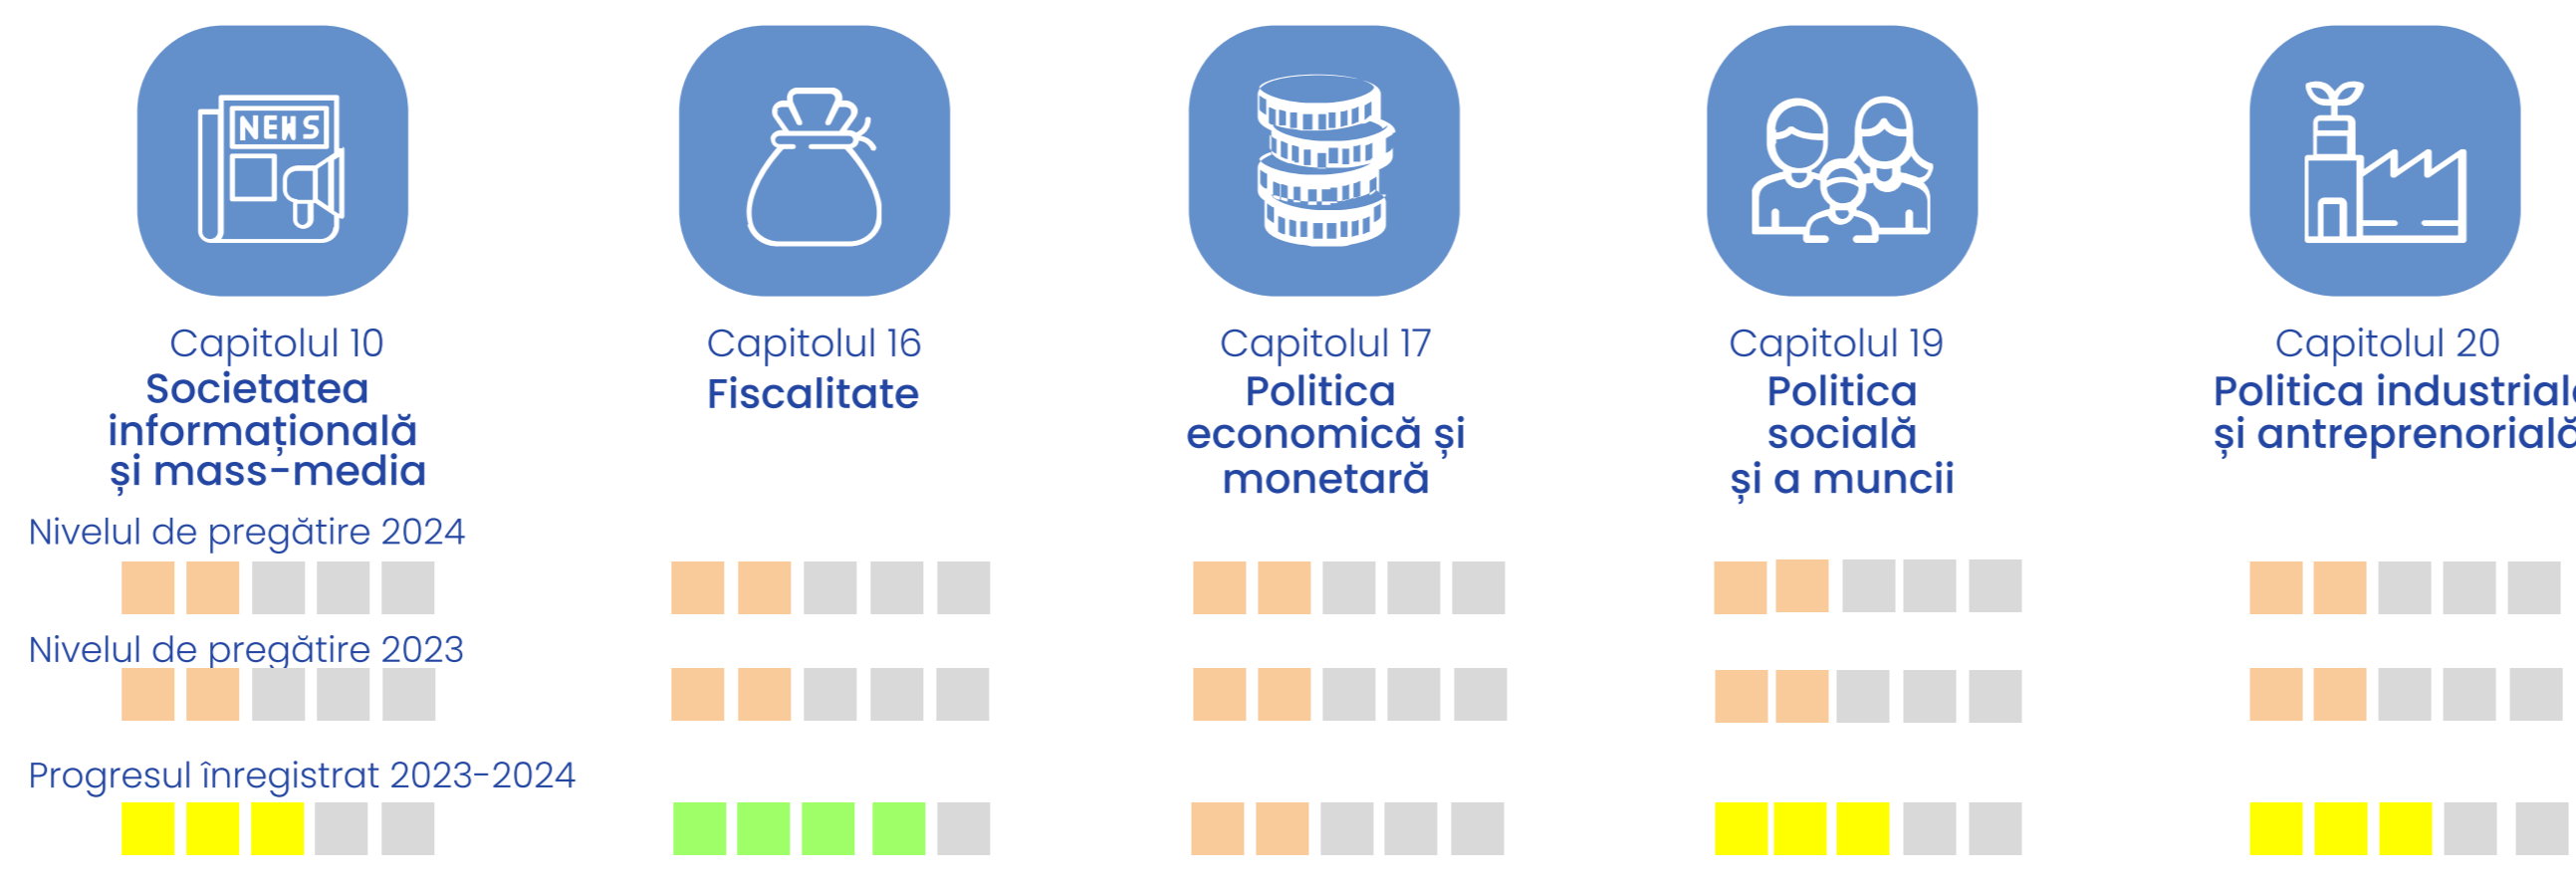 NEWS
Capitolul 10
Societatea
informațională
și mass-media
Capitolul 16
Fiscalitate
Capitolul 17
Politica
economică și
monetară
Capitolul 19
Politica
socială
și a muncii
Capitolul 20
Politica industrial
și antreprenorială
Nivelul de pregătire 2024
Nivelul de pregătire 2023
Progresul înregistrat 2023-2024